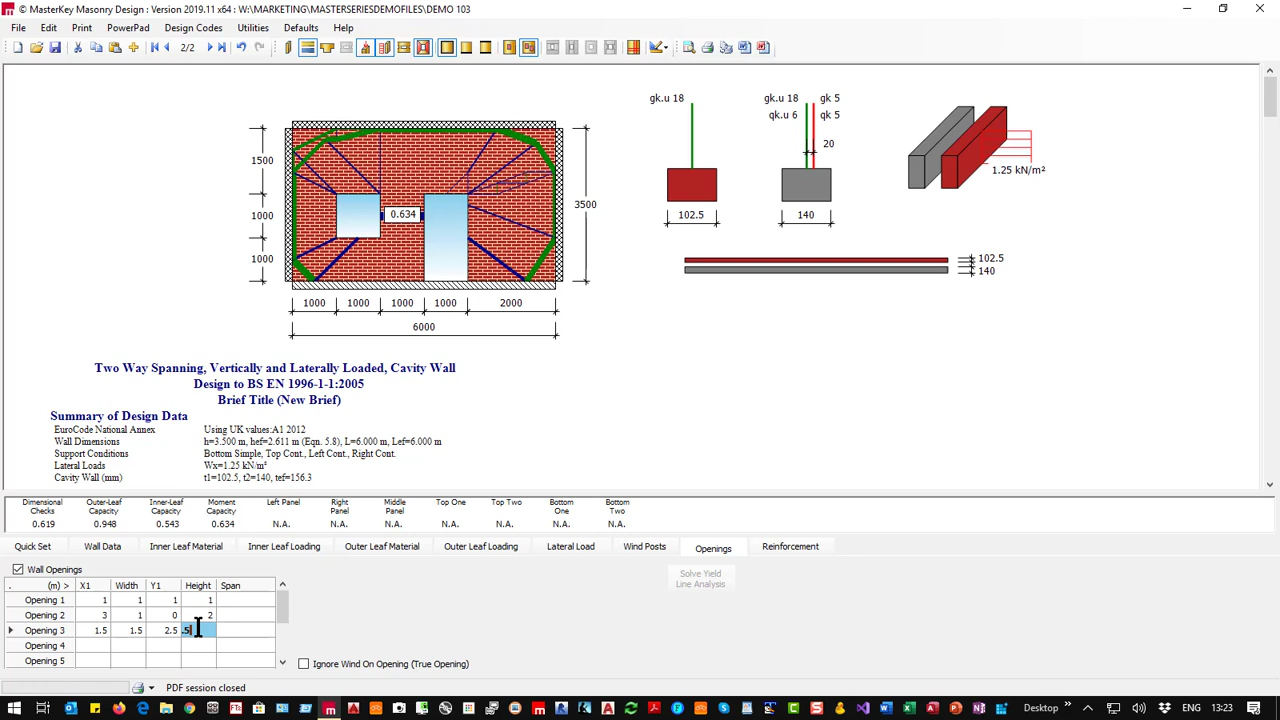 MasterKey Masonry Design : Version 2019.11 x64 : W:\MARKETING\MASTERSERIESDEMOFILES\DEMO 103
File Edit Print PowerPad Design Codes Utilities Defaults Help
2/2
gk.u 18 gk.u 18 gk 5
qk.u 6 qk 5
20
1.25 kN/m²
102.5 140
102.5
140
1500
1000
1000
0.634
3500
1000 1000 1000 1000 2000
6000
Two Way Spanning, Vertically and Laterally Loaded, Cavity Wall
Design to BS EN 1996-1-1:2005
Brief Title (New Brief)
Summary of Design Data
EuroCode National Annex Using UK values:A1 2012
Wall Dimensions h=3.500 m, hef=2.611 m (Eqn. 5.8), L=6.000 m, Lef=6.000 m
Support Conditions Bottom Simple, Top Cont., Left Cont., Right Cont.
Lateral Loads Wx=1.25 kN/m²
Cavity Wall (mm) t1=102.5, t2=140, tef=156.3
Dimensional Checks Outer-Leaf Capacity Inner-Leaf Capacity Moment Capacity Left Panel Right Panel Middle Panel Top One Top Two Bottom One Bottom Two
0.619 0.948 0.543 0.634 N.A. N.A. N.A. N.A. N.A. N.A. N.A.
Quick Set Wall Data Inner Leaf Material Inner Leaf Loading Outer Leaf Material Outer Leaf Loading Lateral Load Wind Posts Openings Reinforcement
Wall Openings
. (m) > X1 Width Y1 Height Span
Opening 1 1 1 1 1
Opening 2 3 1 0 2
Opening 3 1.5 1.5 2.5 .5
Opening 4
Opening 5
Solve Yield
Line Analysis
Ignore Wind On Opening (True Opening)
PDF session closed
Desktop ENG 13:23